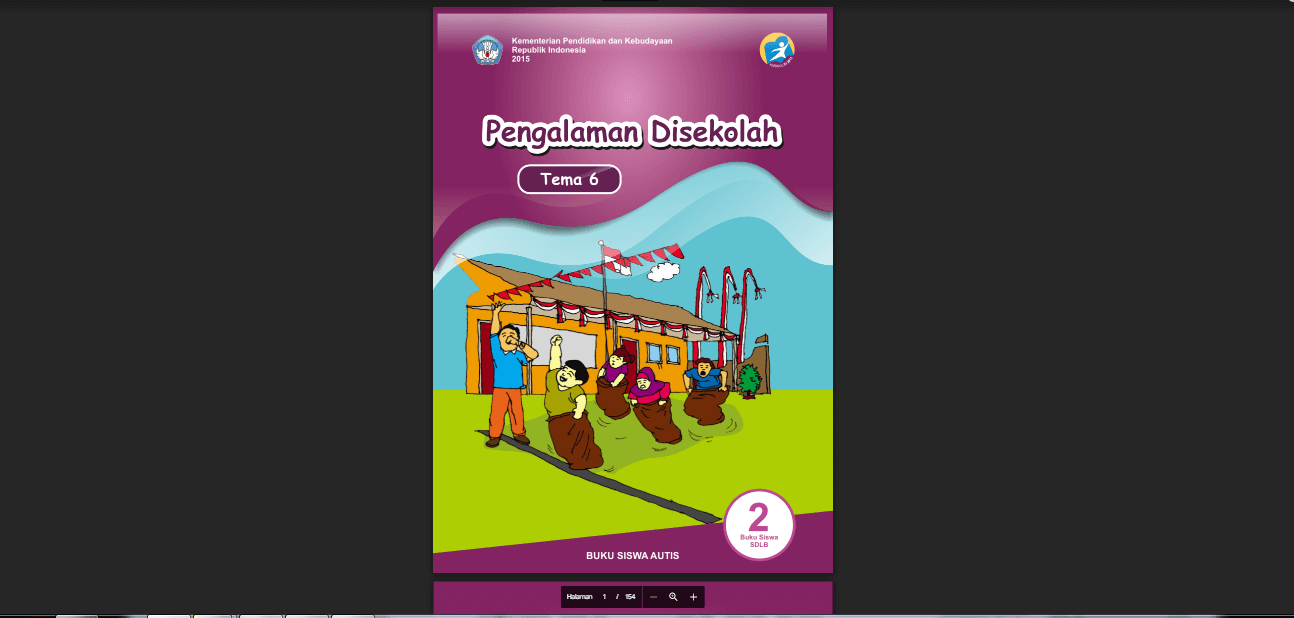 Kementerian Pendidikan dan Kebudayaan
Republik Indonesia
2015
Pengalaman Disekolah
Tema 6
2
Buku Siswa
SDLB
BUKU SISWA AUTIS
Halaman 1 / 154